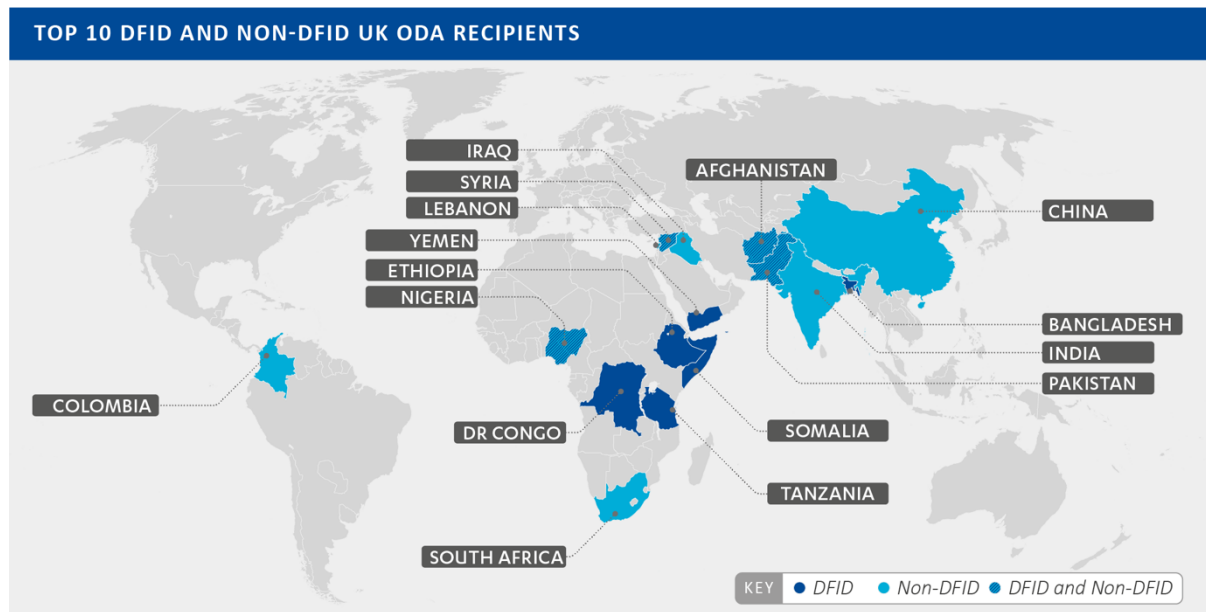 TOP 10 DFID AND NON-DFID UK ODA RECIPIENTS
IRAQ
SYRIA
LEBANON
YEMEN
ETHIOPIA
NIGERIA
AFGHANISTAN
CHINA
BANGLADESH
INDIA
PAKISTAN
COLOMBIA
DR CONGO
SOMALIA
TANZANIA
SOUTH AFRICA
KEY DFID Non-DFID DFID and Non-DFID